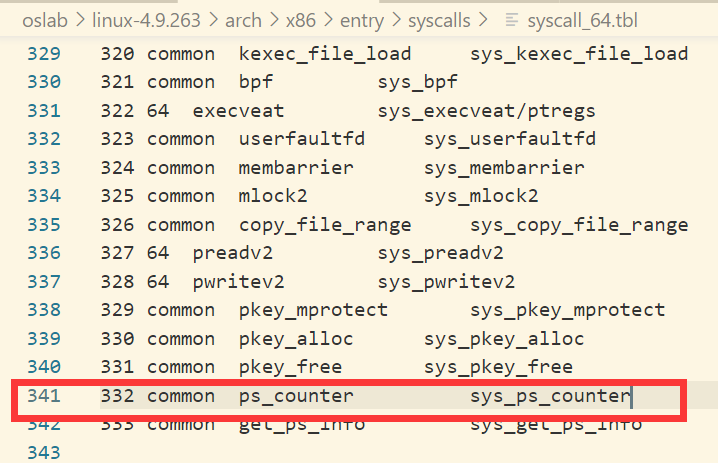 oslab > linux-4.9.263 > arch > x86 > entry > syscalls > syscall_64.tbl
329 320 common kexec_file_load sys_kexec_file_load
330 321 common bpf sys_bpf
331 322 64 execveat sys_execveat/ptregs
332 323 common userfaultfd sys_userfaultfd
333 324 common membarrier sys_membarrier
334 325 common mlock2 sys_mlock2
335 326 common copy_file_range sys_copy_file_range
336 327 64 preadv2 sys_preadv2
337 328 64 pwritev2 sys_pwritev2
338 329 common pkey_mprotect sys_pkey_mprotect
339 330 common pkey_alloc sys_pkey_alloc
340 331 common pkey_free sys_pkey_free
341 332 common ps_counter sys_ps_counter
342 333 common get_ps_info sys_get_ps_info
343